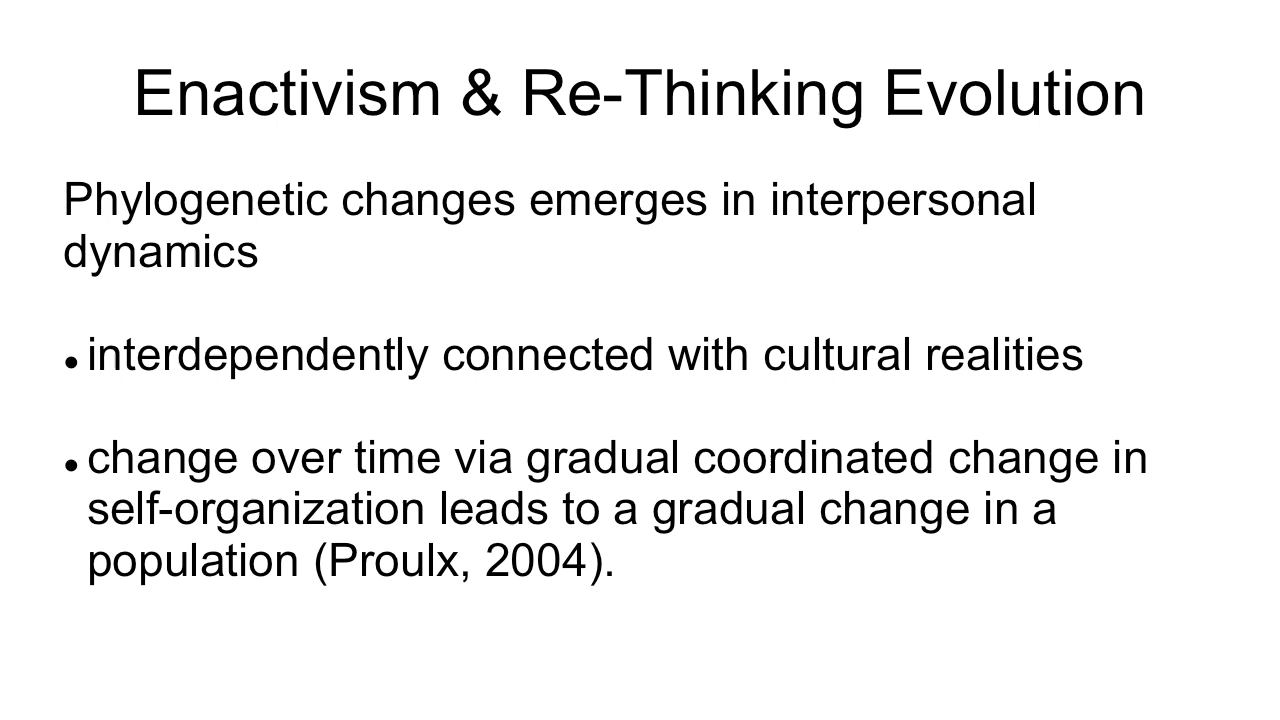 Enactivism & Re-Thinking Evolution
Phylogenetic changes emerges in interpersonal
dynamics
● interdependently connected with cultural realities
● change over time via gradual coordinated change in
self-organization leads to a gradual change in a
population (Proulx, 2004).